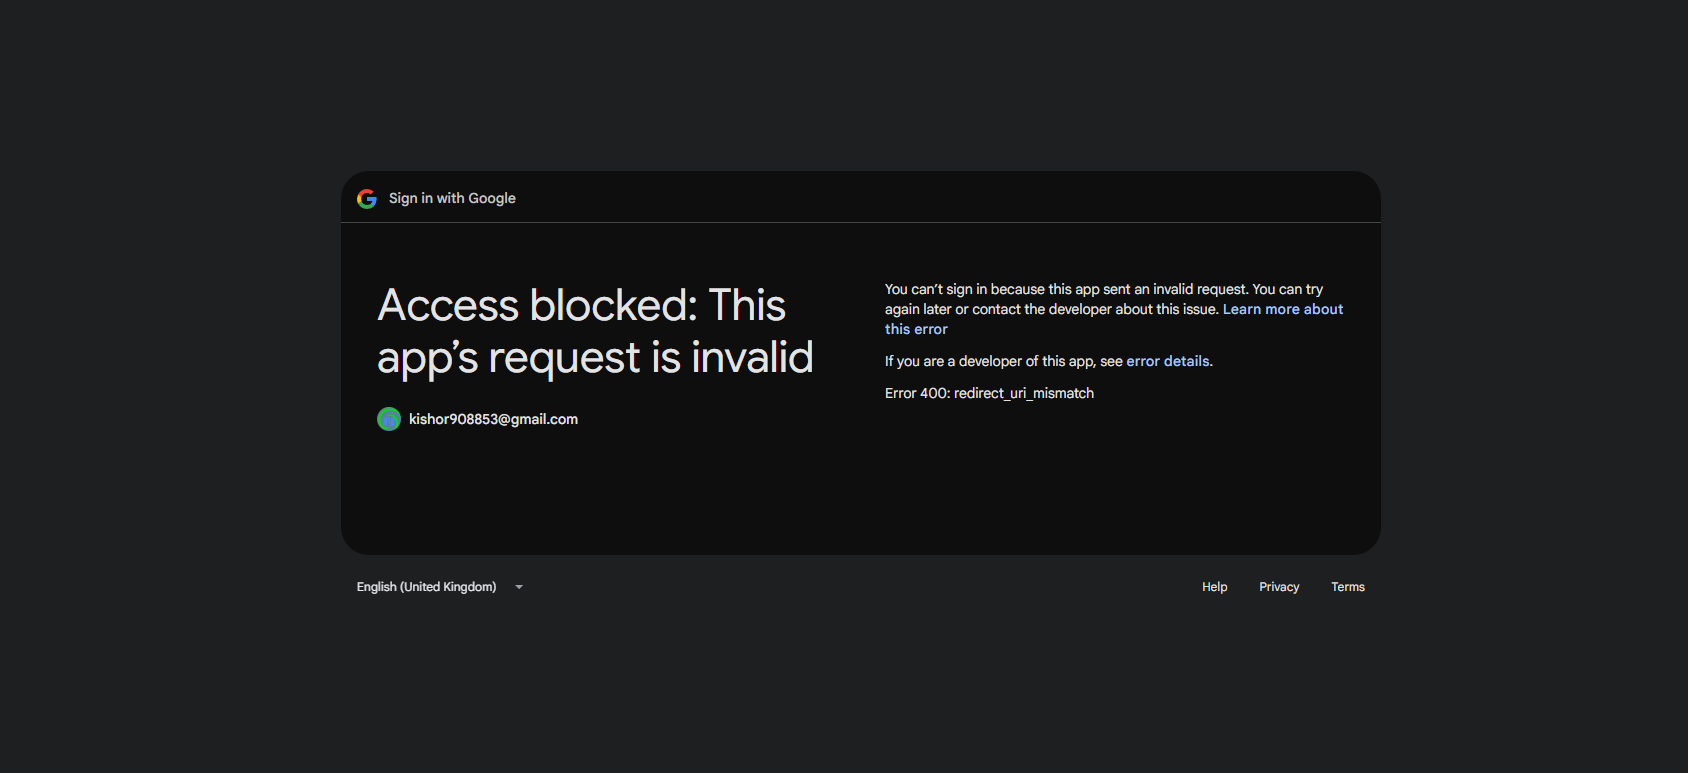 Sign in with Google
Access blocked: This
app’s request is invalid
kishor908853@gmail.com
You can’t sign in because this app sent an invalid request. You can try
again later or contact the developer about this issue. Learn more about
this error
If you are a developer of this app, see error details.
Error 400: redirect_uri_mismatch
English (United Kingdom)
Help
Privacy
Terms